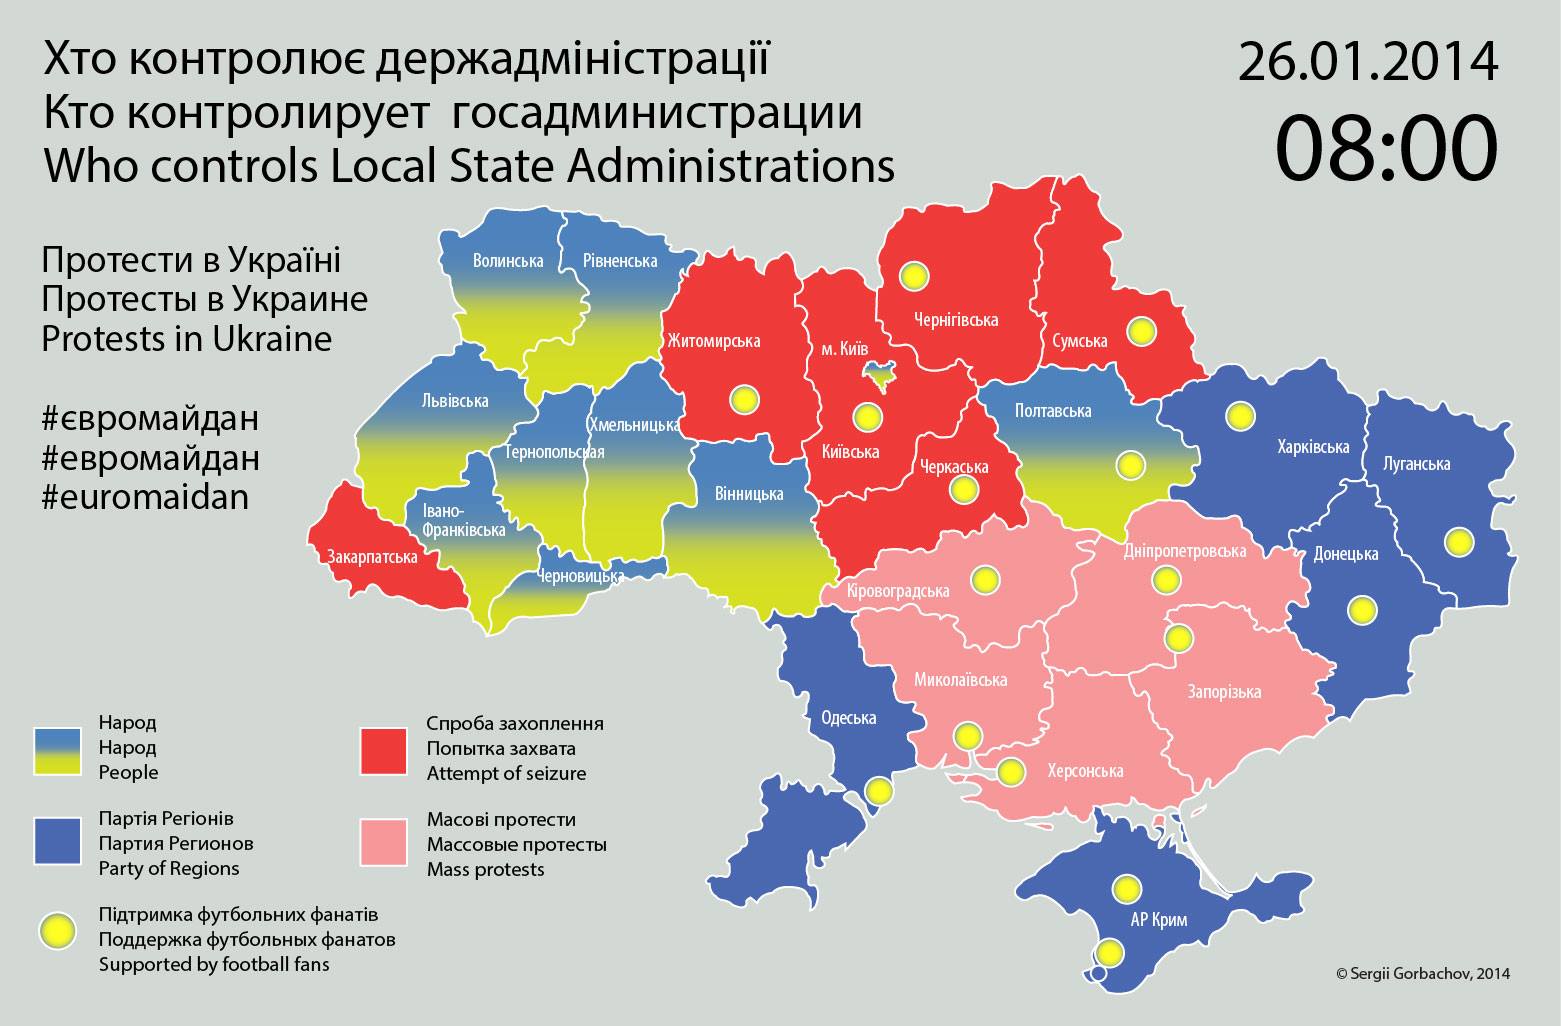 Хто контролює держадміністрації
Кто контролирует госадминистрации
Who controls Local State Administrations
26.01.2014
08:00
Протести в Україні
Протесты в Украине
Protests in Ukraine
#євромайдан
#евромайдан
#euromaidan
Волинська
Рівненська
Житомирська
м. Київ
Чернігівська
Сумська
Львівська
Тернопольская
Хмельницька
Вінницька
Київська
Черкаська
Полтавська
Харківська
Луганська
Івано-
Франківська
Закарпатська
Черновицька
Кіровоградська
Дніпропетровська
Донецька
Миколаївська
Запорізька
Одеська
Херсонська
АР Крим
Народ
Народ
People
Спроба захоплення
Попытка захвата
Attempt of seizure
Партія Регіонів
Партия Регионов
Party of Regions
Масові протести
Массовые протесты
Mass protests
Підтримка футбольних фанатів
Поддержка футбольных фанатов
Supported by football fans
© Sergii Gorbachov, 2014